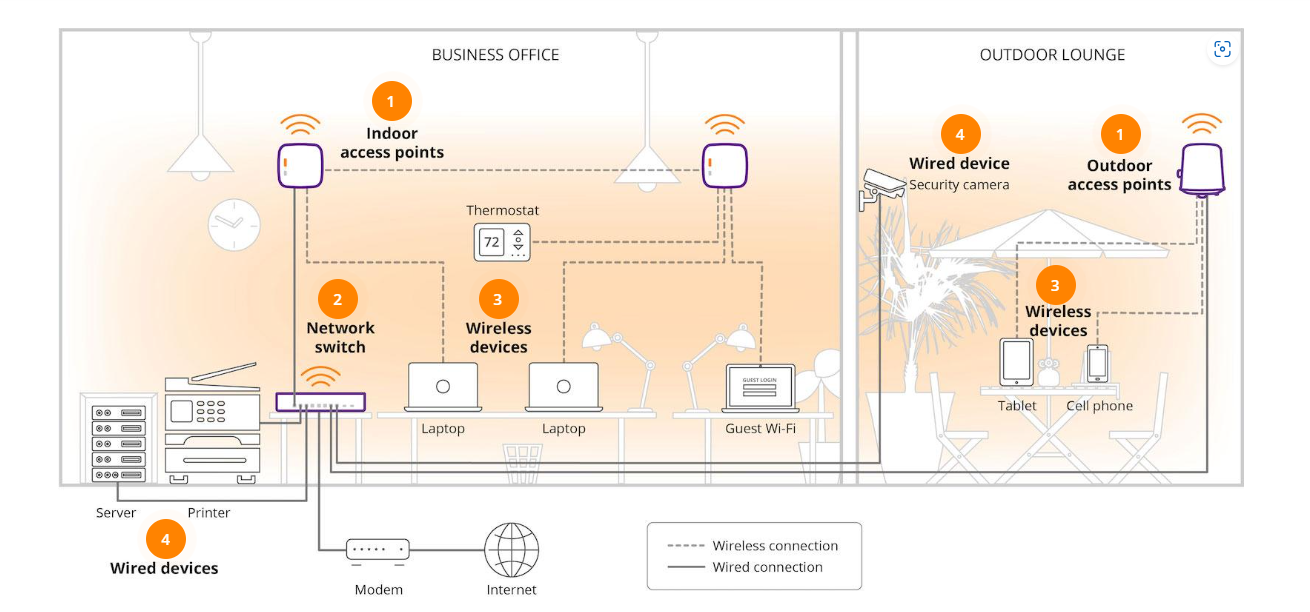 BUSINESS OFFICE
OUTDOOR LOUNGE
1
Indoor
access points
4
Wired device
Security camera
1
Outdoor
access points
Thermostat
72
2
Network
switch
3
Wireless
devices
3
Wireless
devices
GUEST LOGIN
Laptop
Laptop
Guest Wi-Fi
Tablet
Cell phone
Server
Printer
4
Wired devices
Modem
Internet
Wireless connection
Wired connection